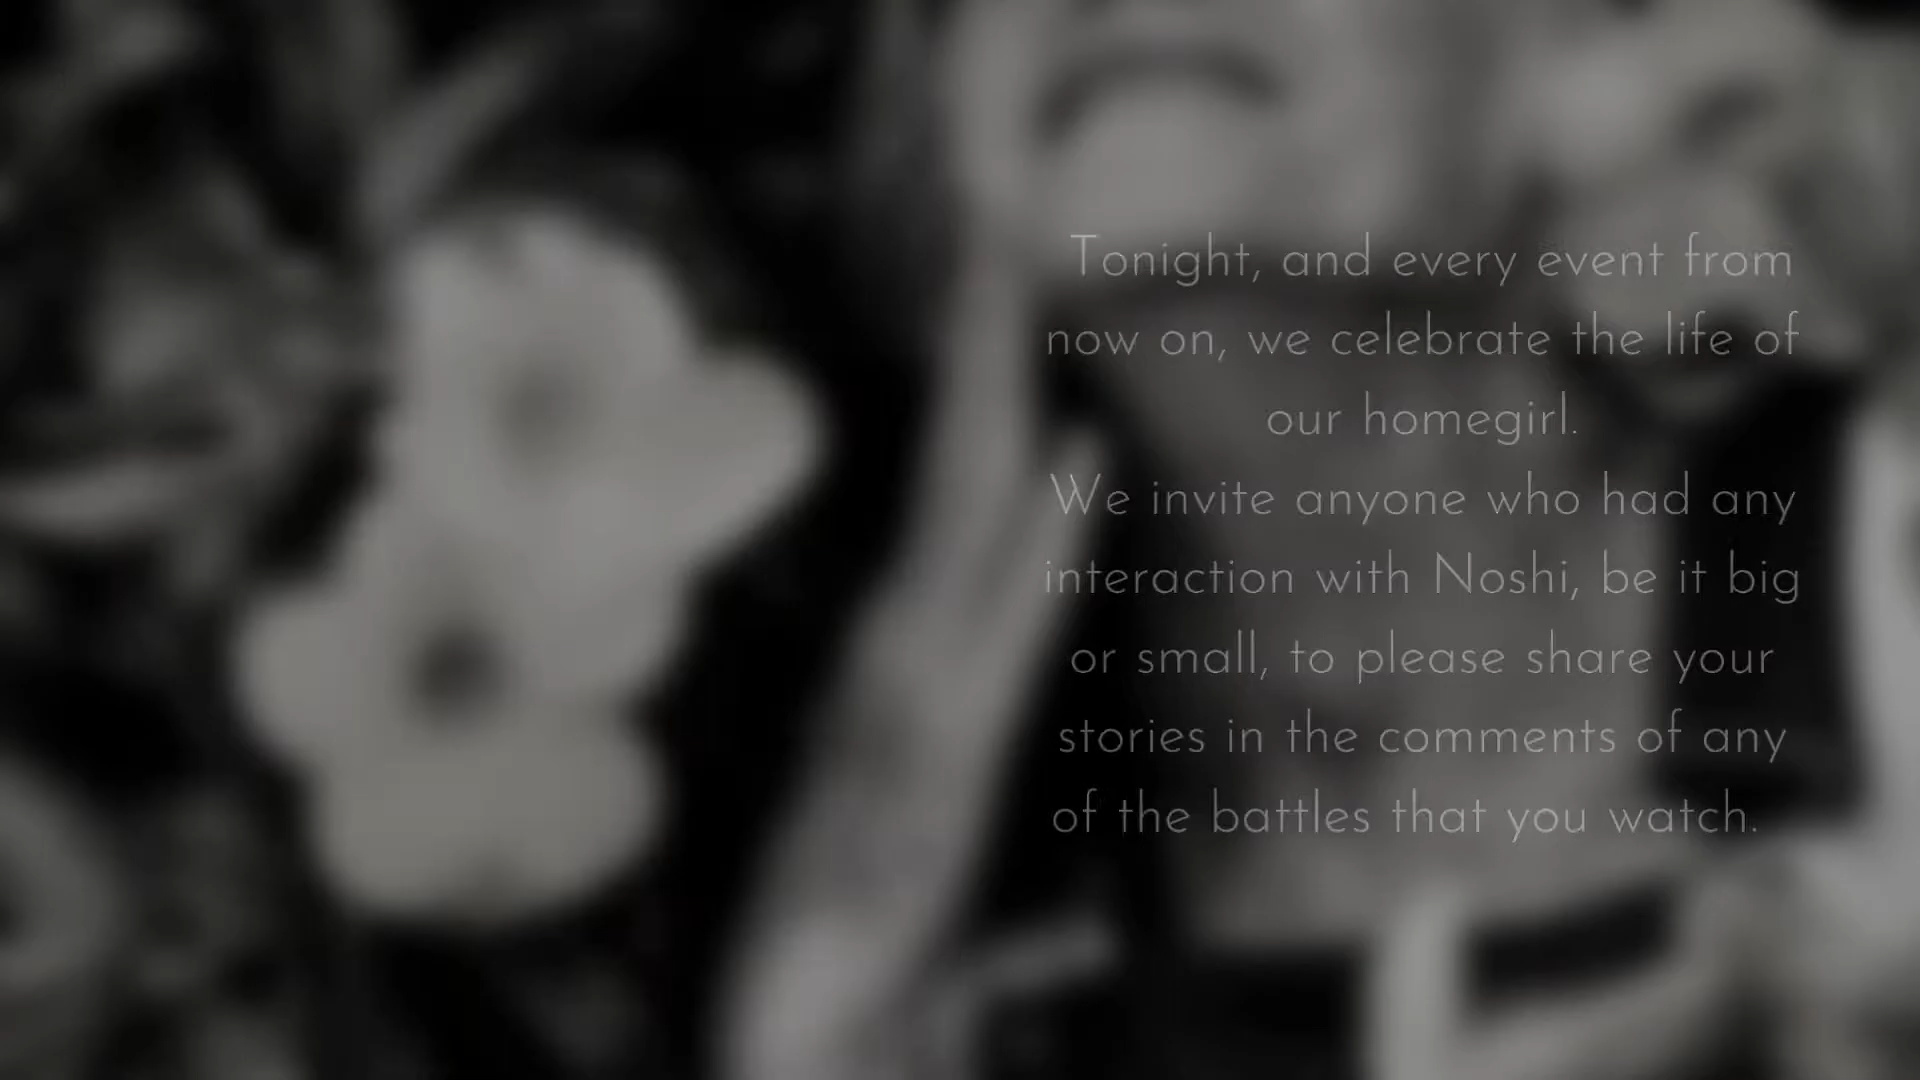 Tonight, and every event from
now on, we celebrate the life of
our homegirl.
We invite anyone who had any
interaction with Noshi, be it big
or small, to please share your
stories in the comments of any
of the battles that you watch.